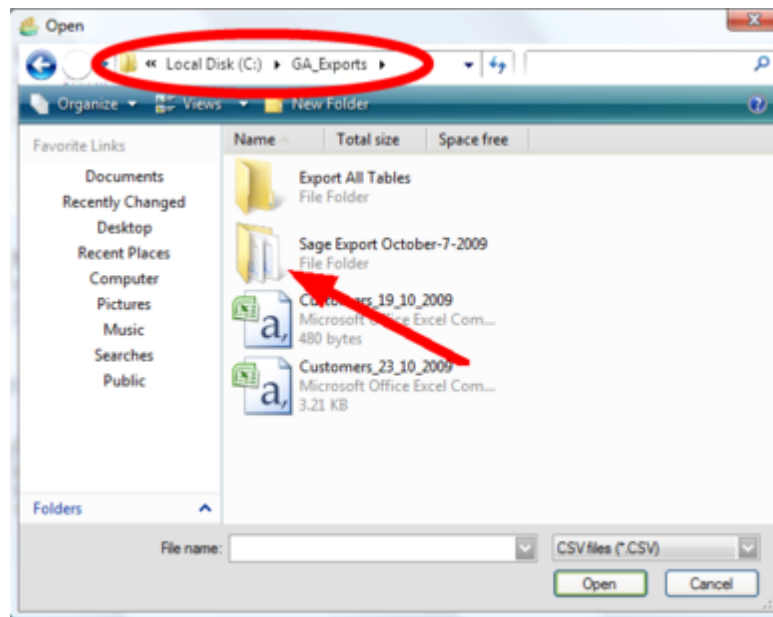 Open
« Local Disk (C:) ▸ GA_Exports ▸
Organize Views New Folder
Favorite Links
Documents
Recently Changed
Desktop
Recent Places
Computer
Pictures
Music
Searches
Public
Folders
Name Total size Space free
Export All Tables
File Folder
Sage Export October-7-2009
File Folder
Customers_19_10_2009
Microsoft Office Excel Com...
480 bytes
Customers_23_10_2009
Microsoft Office Excel Com...
3.21 KB
File name:
CSV files (*.CSV)
Open Cancel